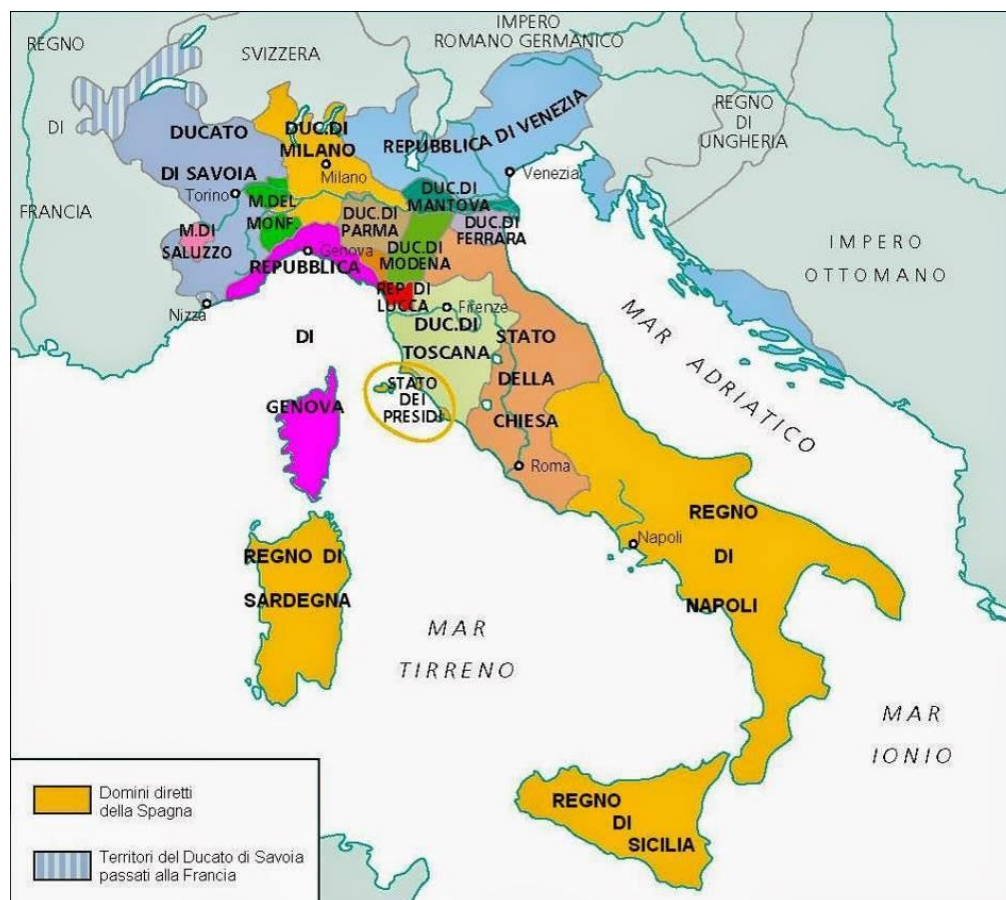 IMPERO
ROMANO GERMANICO
REGNO
DI
FRANCIA
SVIZZERA
REGNO
DI
UNGHERIA
IMPERO
OTTOMANO
DUCATO
DI SAVOIA
Torino
DUC.DI
MILANO
Milano
REPUBBLICA DI VENEZIA
Venezia
M.DEL
MONF.
M.DI
SALUZZO
DUC.DI
PARMA
DUC.DI
MANTOVA
DUC.DI
FERRARA
DUC.DI
MODENA
Genova
REPUBBLICA
DI
GENOVA
Nizza
REP. DI
LUCCA
Firenze
DUC.DI
TOSCANA
STATO
DELLA
CHIESA
STATO
DEI
PRESIDI
Roma
MAR ADRIATICO
REGNO
DI
NAPOLI
Napoli
REGNO DI
SARDEGNA
MAR
TIRRENO
MAR
IONIO
REGNO
DI
SICILIA
Domini diretti
della Spagna
Territori del Ducato di Savoia
passati alla Francia